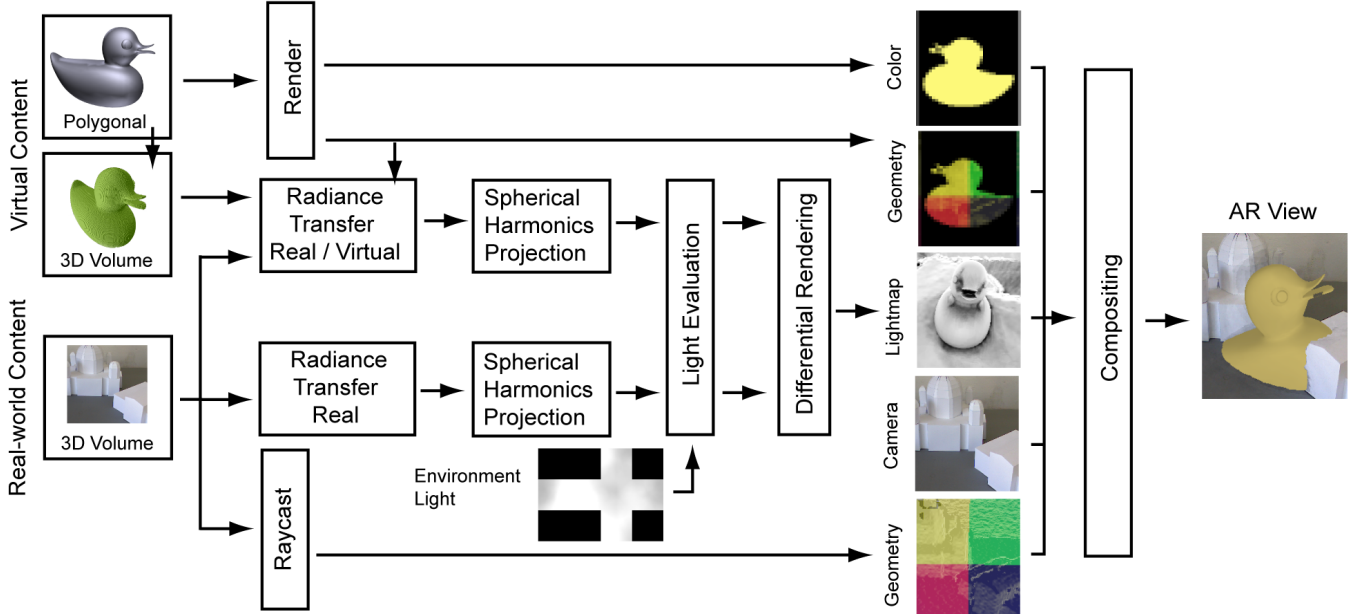 Virtual Content
Polygonal
3D Volume
Real-world Content
3D Volume
Render
Radiance
Transfer
Real / Virtual
Spherical
Harmonics
Projection
Radiance
Transfer
Real
Spherical
Harmonics
Projection
Raycast
Environment
Light
Light Evaluation
Differential Rendering
Color
Geometry
Lightmap
Camera
Geometry
Compositing
AR View